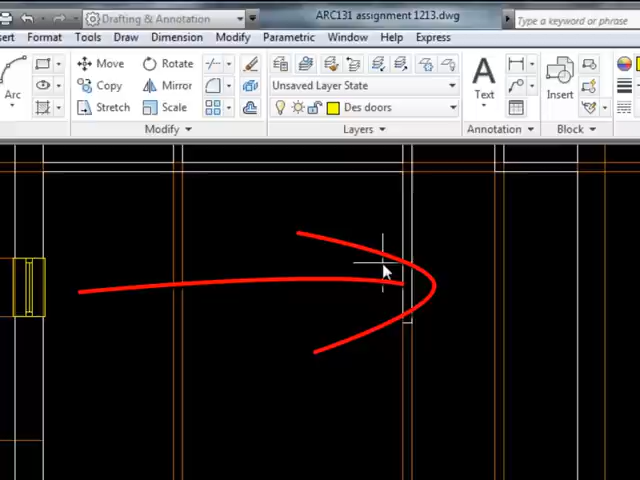 Drafting & Annotation
ARC131 assignment 1213.dwg
Type a keyword or phrase
sert Format Tools Draw Dimension Modify Parametric Window Help Express
Arc
Move Rotate
Copy Mirror
Stretch Scale
Modify
Unsaved Layer State
Des doors
Layers
Text
Annotation
Insert
Block